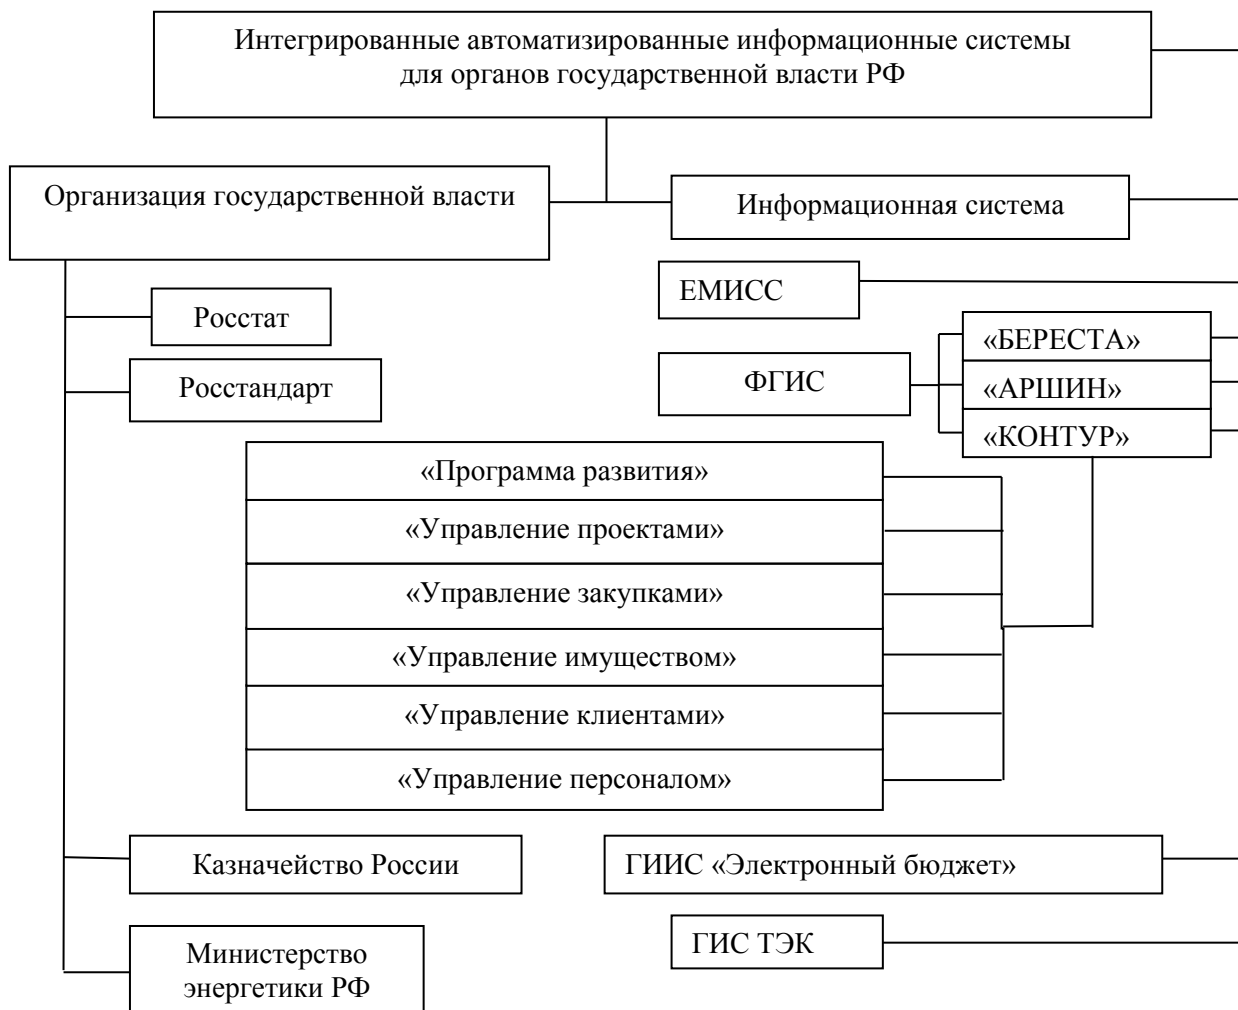 Интегрированные автоматизированные информационные системы
для органов государственной власти РФ
Организация государственной власти
Информационная система
ЕМИСС
Росстат
«БЕРЕСТА»
ФГИС
«АРШИН»
Росстандарт
«КОНТУР»
«Программа развития»
«Управление проектами»
«Управление закупками»
«Управление имуществом»
«Управление клиентами»
«Управление персоналом»
Казначейство России
ГИИС «Электронный бюджет»
ГИС ТЭК
Министерство
энергетики РФ